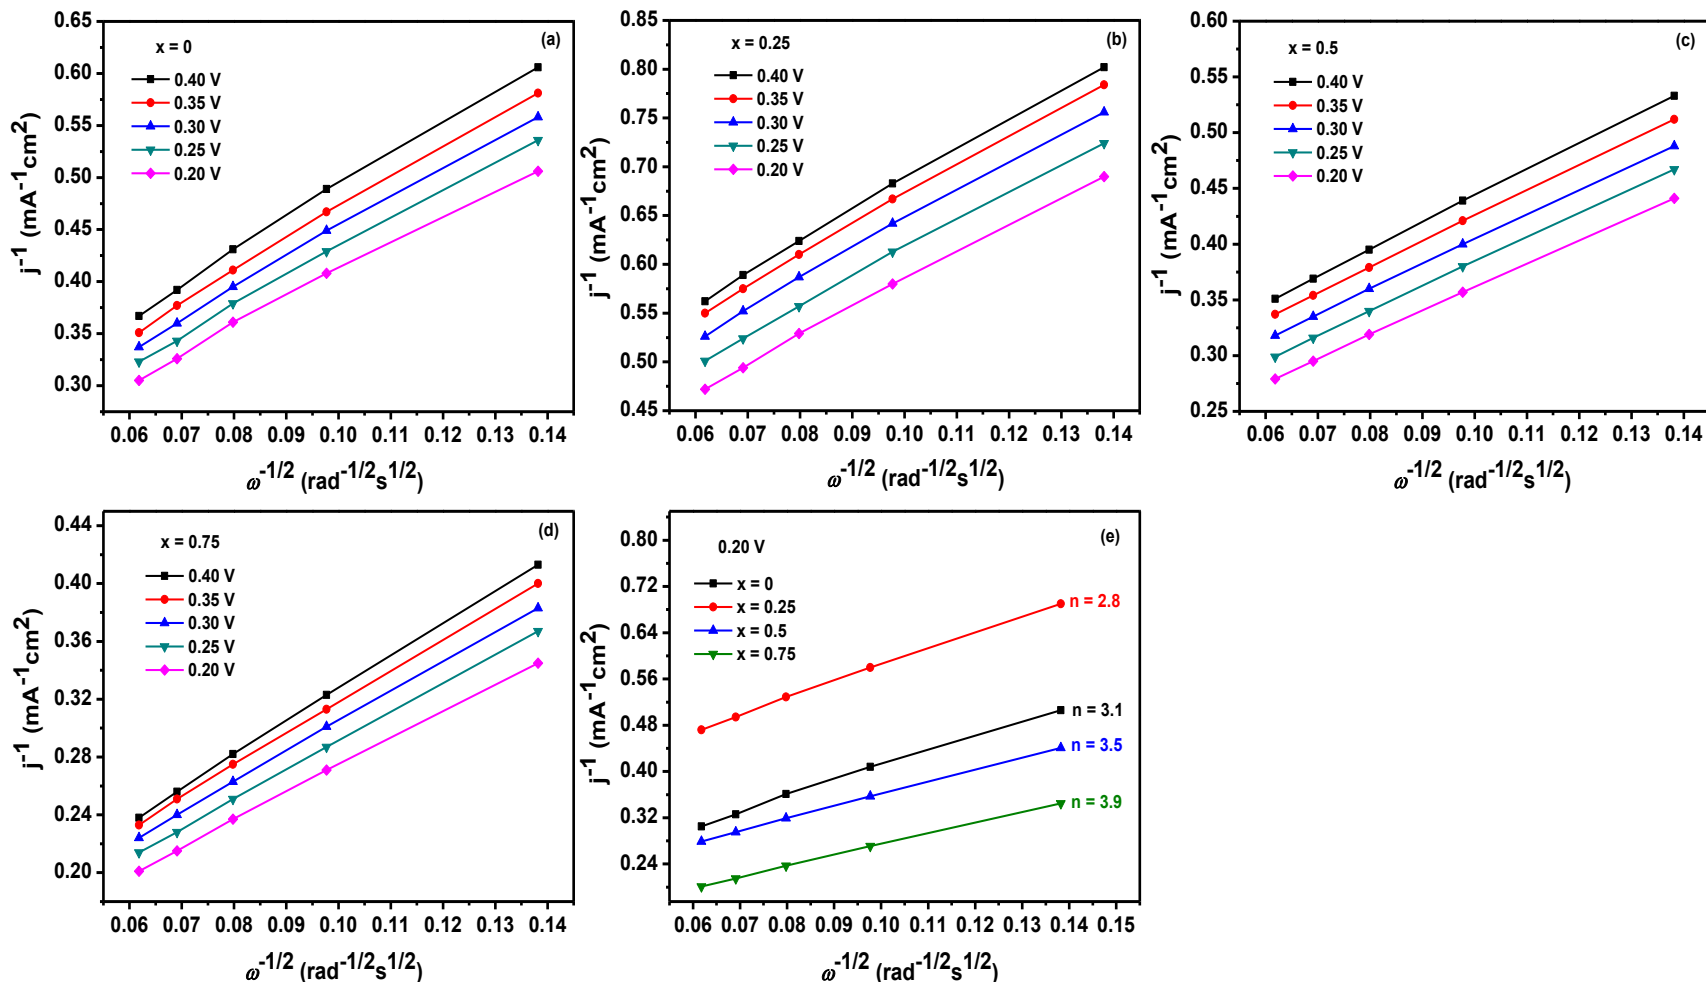 (a)
x = 0
0.40 V
0.35 V
0.30 V
0.25 V
0.20 V
0.65
0.60
0.55
0.50
0.45
0.40
0.35
0.30
j⁻¹ (mA⁻¹cm²)
0.06 0.07 0.08 0.09 0.10 0.11 0.12 0.13 0.14
ω⁻¹/² (rad⁻¹/²s¹/²)
(b)
x = 0.25
0.40 V
0.35 V
0.30 V
0.25 V
0.20 V
0.85
0.80
0.75
0.70
0.65
0.60
0.55
0.50
0.45
j⁻¹ (mA⁻¹cm²)
0.06 0.07 0.08 0.09 0.10 0.11 0.12 0.13 0.14
ω⁻¹/² (rad⁻¹/²s¹/²)
(c)
x = 0.5
0.40 V
0.35 V
0.30 V
0.25 V
0.20 V
0.60
0.55
0.50
0.45
0.40
0.35
0.30
0.25
j⁻¹ (mA⁻¹cm²)
0.06 0.07 0.08 0.09 0.10 0.11 0.12 0.13 0.14
ω⁻¹/² (rad⁻¹/²s¹/²)
(d)
x = 0.75
0.40 V
0.35 V
0.30 V
0.25 V
0.20 V
0.44
0.40
0.36
0.32
0.28
0.24
0.20
j⁻¹ (mA⁻¹cm²)
0.06 0.07 0.08 0.09 0.10 0.11 0.12 0.13 0.14
ω⁻¹/² (rad⁻¹/²s¹/²)
(e)
0.20 V
x = 0
x = 0.25
x = 0.5
x = 0.75
n = 2.8
n = 3.1
n = 3.5
n = 3.9
0.80
0.72
0.64
0.56
0.48
0.40
0.32
0.24
j⁻¹ (mA⁻¹cm²)
0.06 0.07 0.08 0.09 0.10 0.11 0.12 0.13 0.14 0.15
ω⁻¹/² (rad⁻¹/²s¹/²)